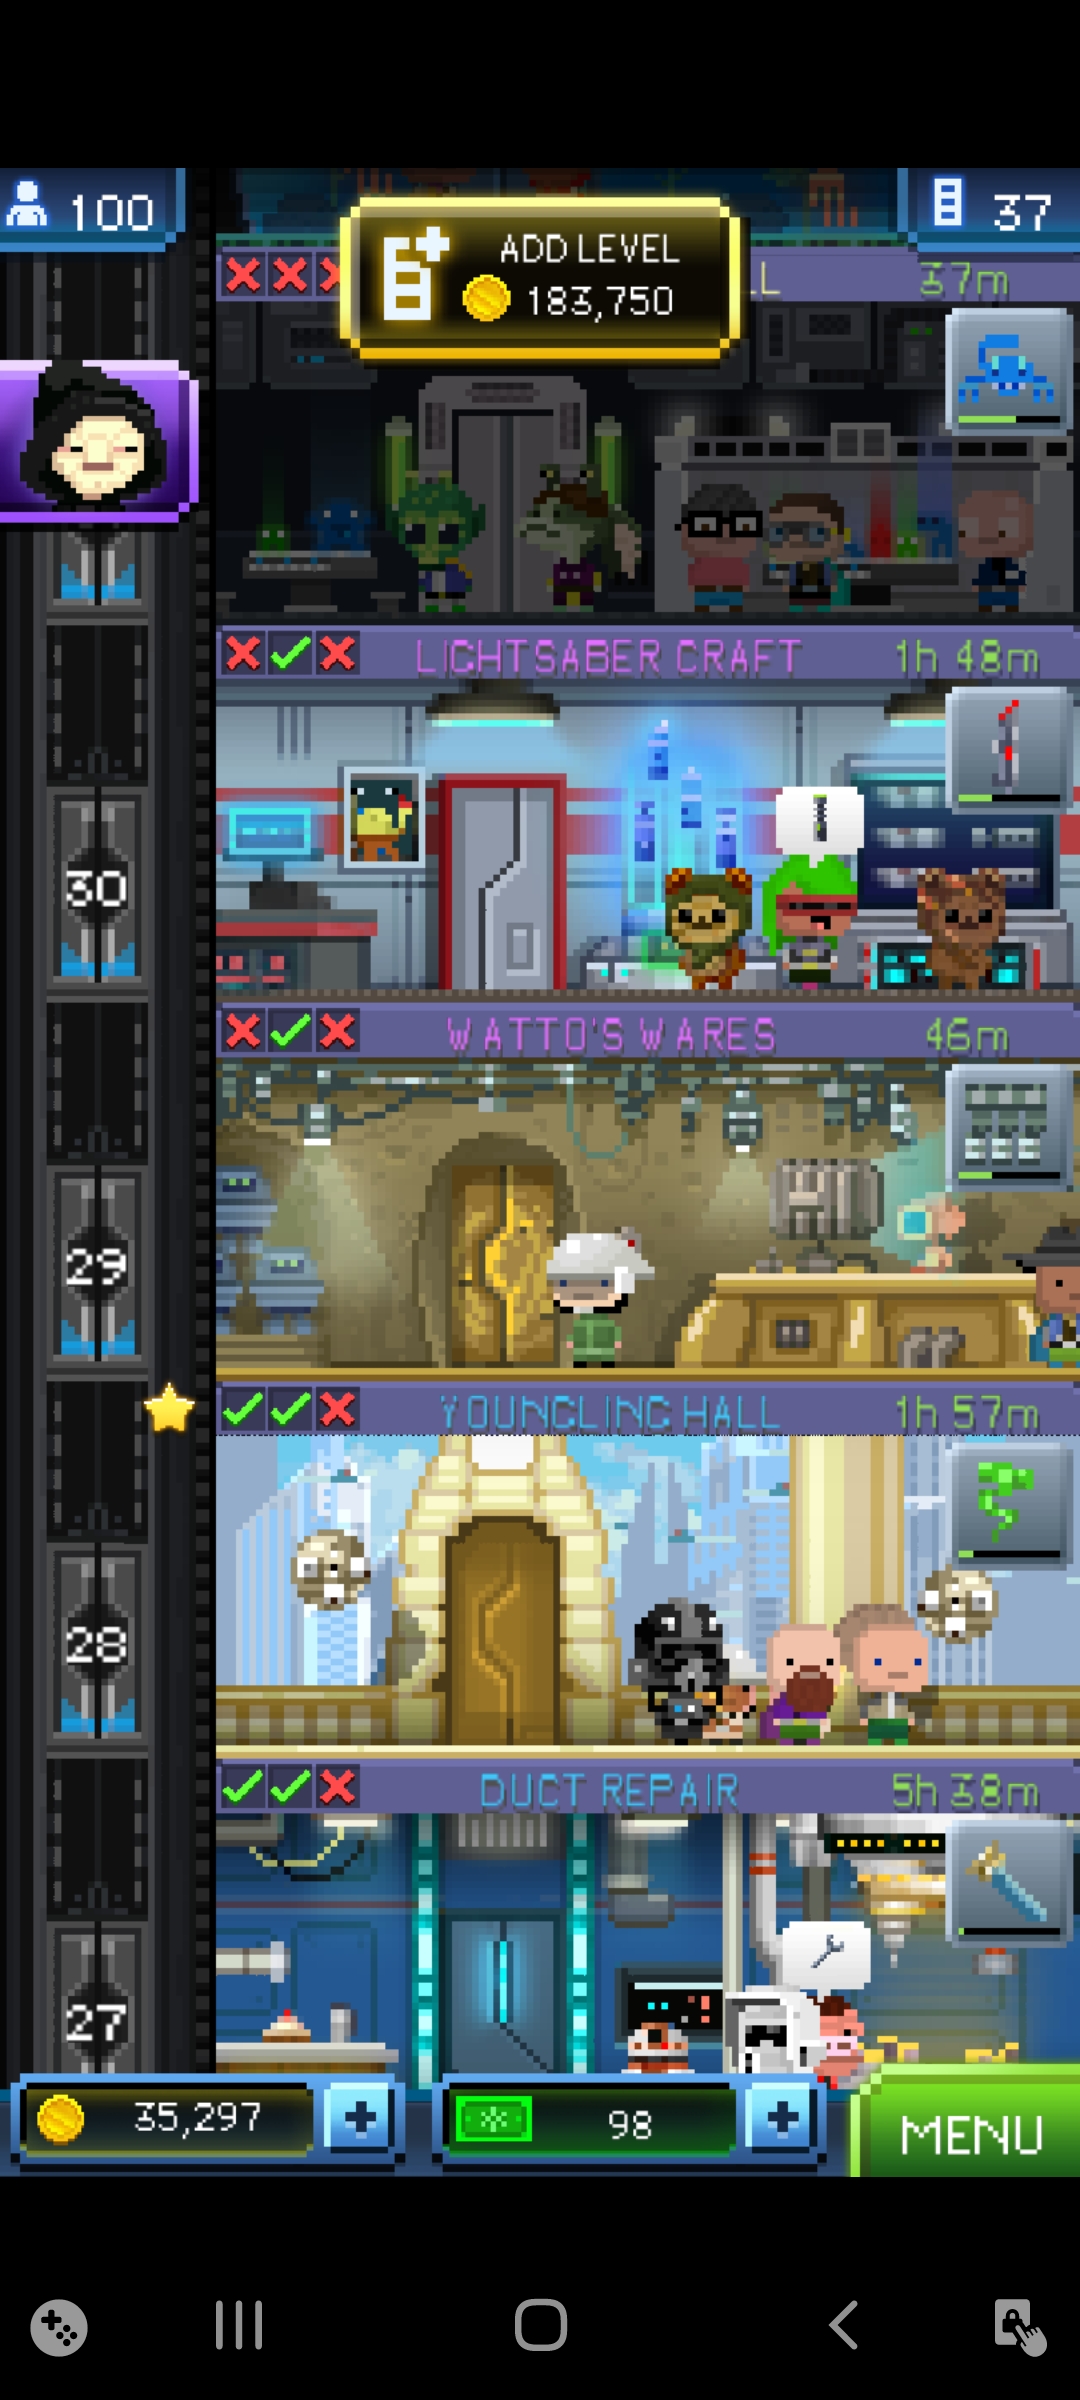 100
37
ADD LEVEL
183,750
LL
37m
LIGHTSABER CRAFT
1h 48m
30
WATTO'S WARES
46m
29
YOUNGLING HALL
1h 57m
28
DUCT REPAIR
5h 38m
27
35,297
98
MENU